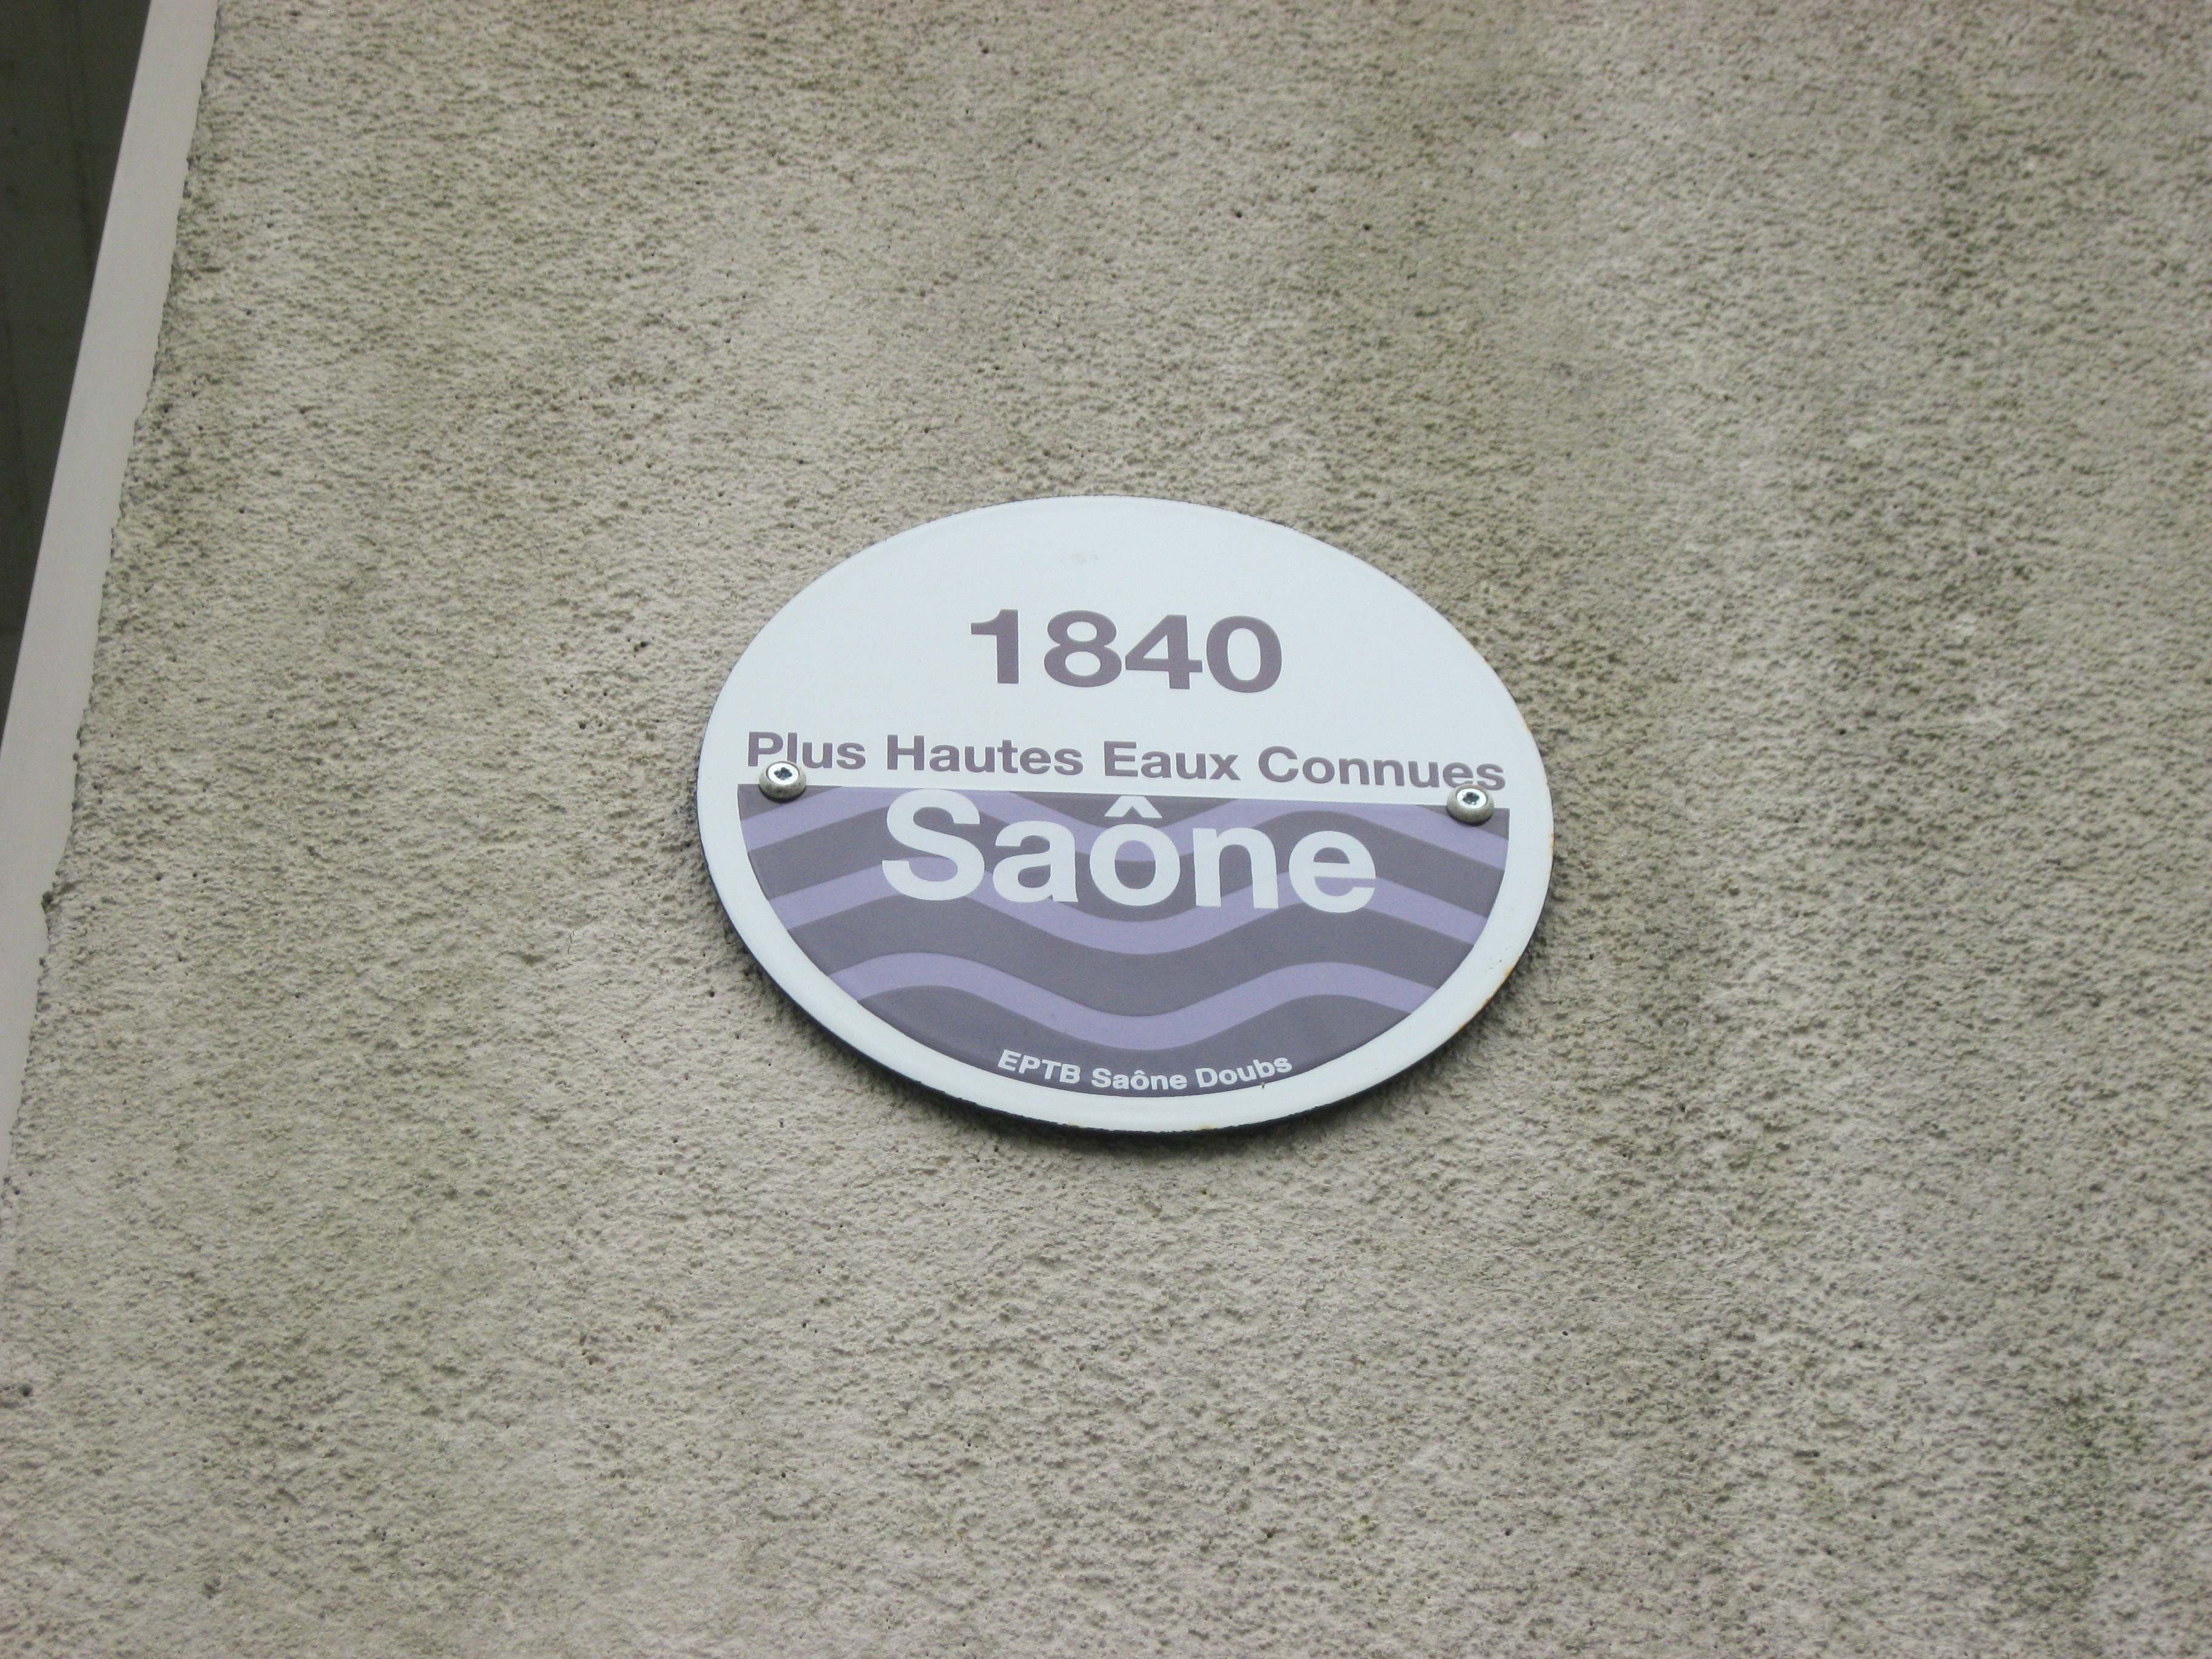 1840
Plus Hautes Eaux Connues
Saône
EPTB Saône Doubs